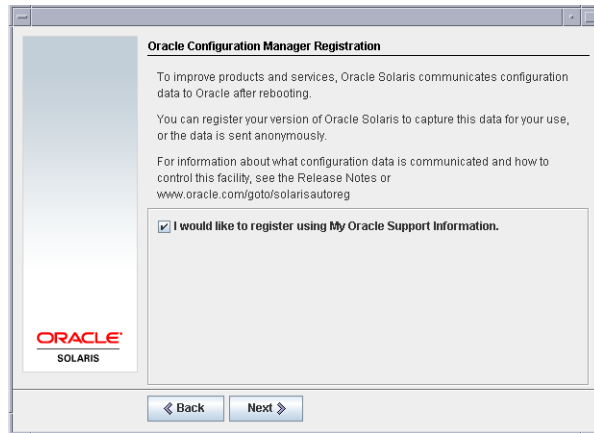 Oracle Configuration Manager Registration
To improve products and services, Oracle Solaris communicates configuration
data to Oracle after rebooting.
You can register your version of Oracle Solaris to capture this data for your use,
or the data is sent anonymously.
For information about what configuration data is communicated and how to
control this facility, see the Release Notes or
www.oracle.com/goto/solarisautoreg
I would like to register using My Oracle Support Information.
ORACLE
SOLARIS
Back
Next